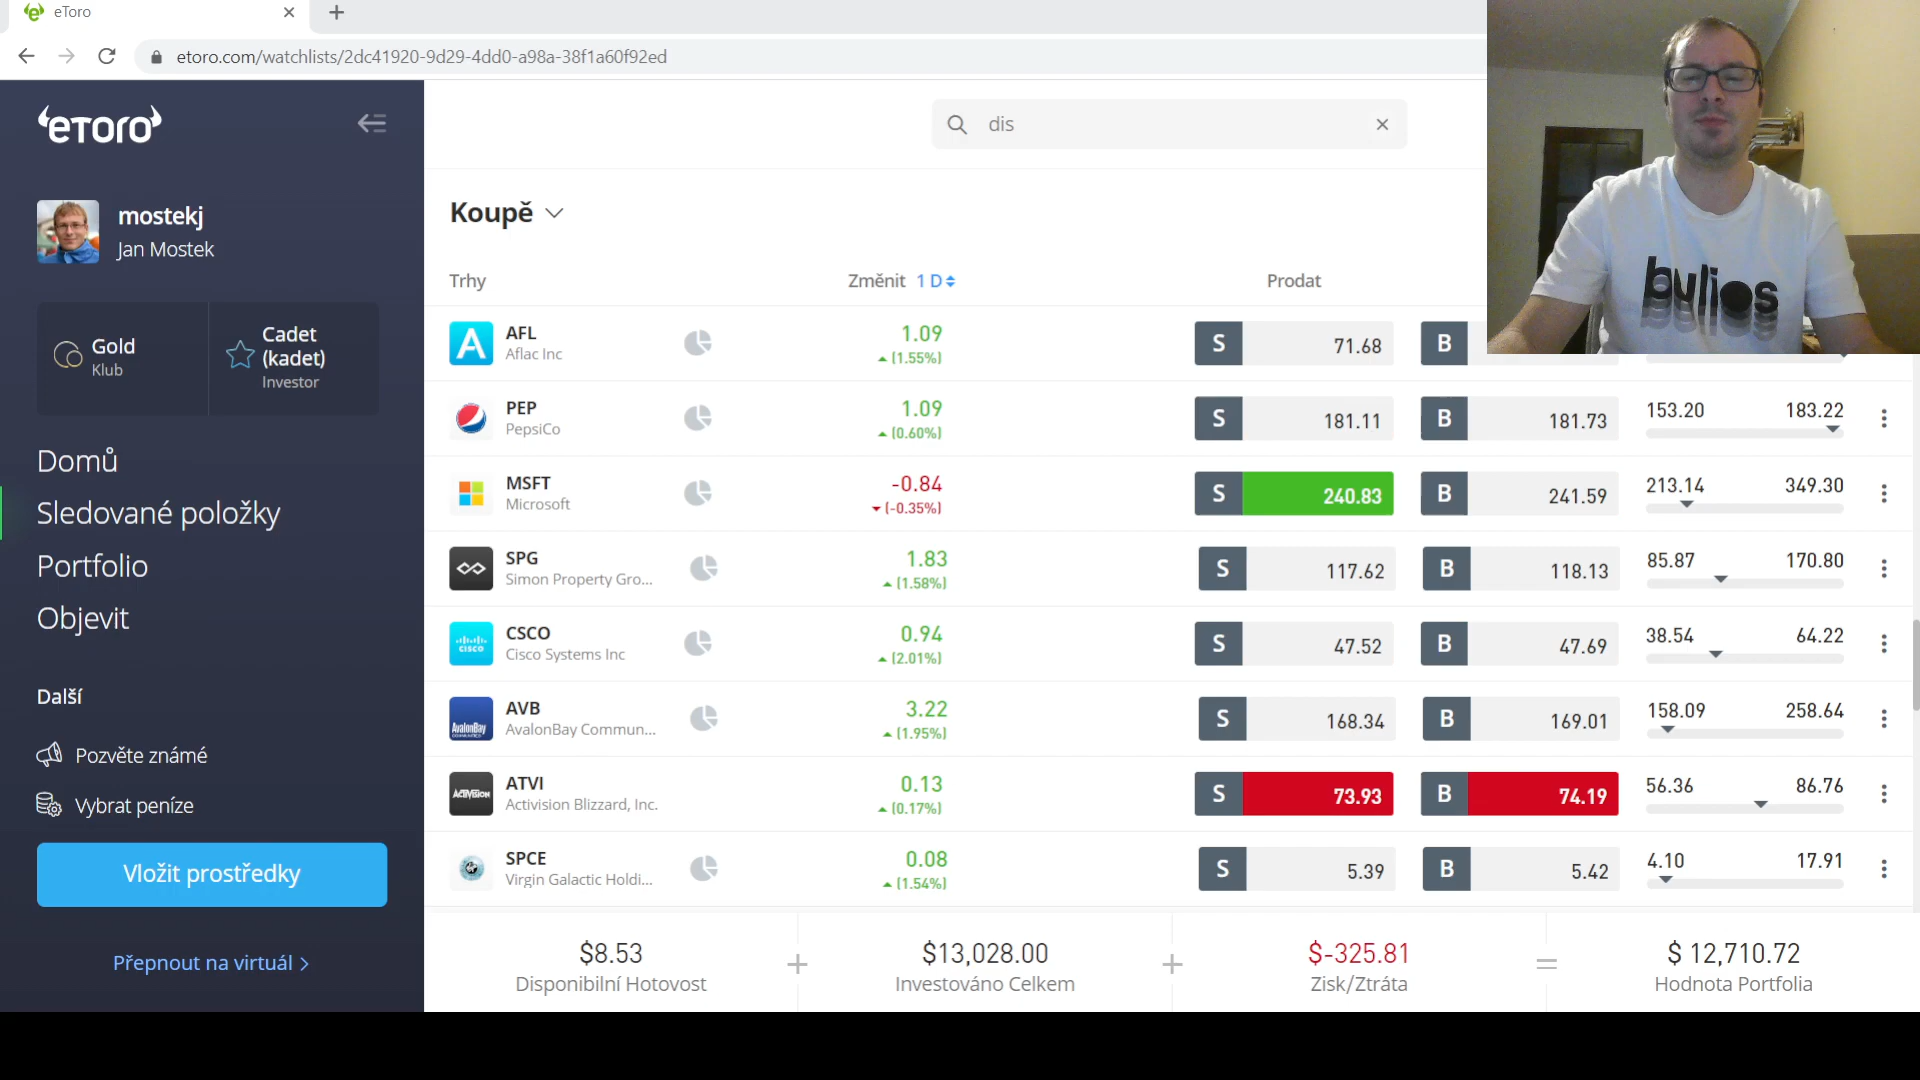 eToro
etoro.com/watchlists/2dc41920-9d29-4dd0-a98a-38f1a60f92ed
eToro
mostekj
Jan Mostek
Gold
Klub
Cadet
(kadet)
Investor
Domů
Sledované položky
Portfolio
Objevit
Další
Pozvěte známé
Vybrat peníze
Vložit prostředky
Přepnout na virtuál >
dis
Koupě
Trhy Změnit 1 D Prodat
AFL 1.09 S 71.68 B
Aflac Inc (1.55%)
PEP 1.09 S 181.11 B 181.73 153.20 183.22
PepsiCo (0.60%)
MSFT -0.84 S 240.83 B 241.59 213.14 349.30
Microsoft (-0.35%)
SPG 1.83 S 117.62 B 118.13 85.87 170.80
Simon Property Gro... (1.58%)
CSCO 0.94 S 47.52 B 47.69 38.54 64.22
Cisco Systems Inc (2.01%)
AVB 3.22 S 168.34 B 169.01 158.09 258.64
AvalonBay Commun... (1.95%)
ATVI 0.13 S 73.93 B 74.19 56.36 86.76
Activision Blizzard, Inc. (0.17%)
SPCE 0.08 S 5.39 B 5.42 4.10 17.91
Virgin Galactic Holdi... (1.54%)
$8.53 + $13,028.00 + $-325.81 = $ 12,710.72
Disponibilní Hotovost Investováno Celkem Zisk/Ztráta Hodnota Portfolia
bulios